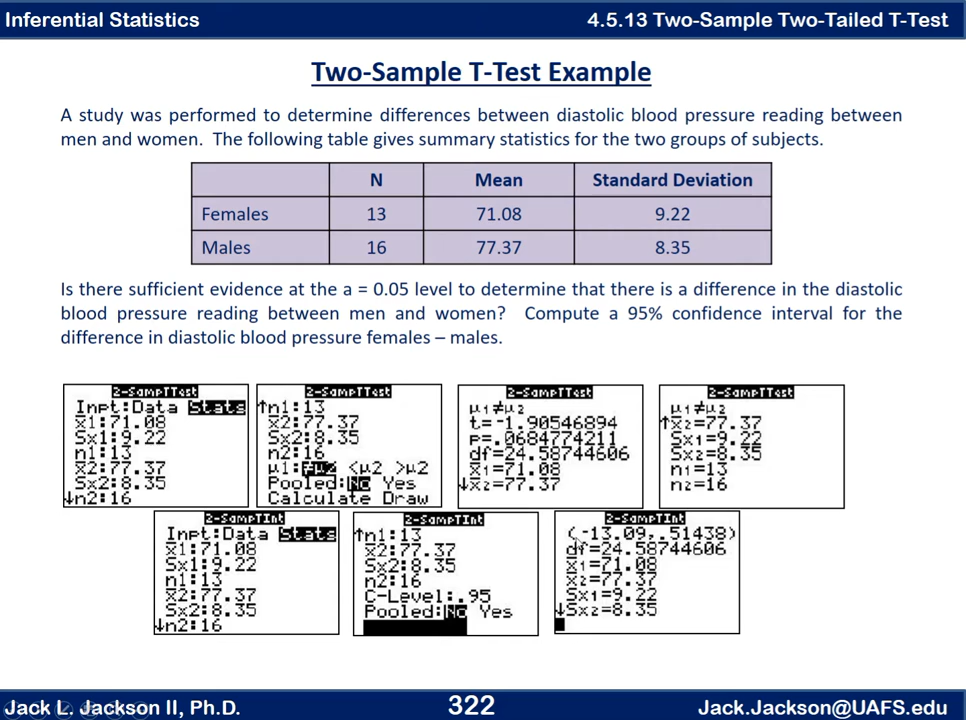 Inferential Statistics 4.5.13 Two-Sample Two-Tailed T-Test
Two-Sample T-Test Example
A study was performed to determine differences between diastolic blood pressure reading between
men and women. The following table gives summary statistics for the two groups of subjects.
N Mean Standard Deviation
Females 13 71.08 9.22
Males 16 77.37 8.35
Is there sufficient evidence at the a = 0.05 level to determine that there is a difference in the diastolic
blood pressure reading between men and women? Compute a 95% confidence interval for the
difference in diastolic blood pressure females – males.
2-SampTTest
Inpt:Data Stats
x̄1:71.08
Sx1:9.22
n1:13
x̄2:77.37
Sx2:8.35
↓n2:16
2-SampTTest
↑n1:13
x̄2:77.37
Sx2:8.35
n2:16
μ1:≠μ2 <μ2 >μ2
Pooled:No Yes
Calculate Draw
2-SampTTest
μ1≠μ2
t=-1.90546894
p=.0684774211
df=24.58744606
x̄1=71.08
↓x̄2=77.37
2-SampTTest
μ1≠μ2
↑x̄2=77.37
Sx1=9.22
Sx2=8.35
n1=13
n2=16
2-SampTInt
Inpt:Data Stats
x̄1:71.08
Sx1:9.22
n1:13
x̄2:77.37
Sx2:8.35
↓n2:16
2-SampTInt
↑n1:13
x̄2:77.37
Sx2:8.35
n2:16
C-Level:.95
Pooled:No Yes
2-SampTInt
(-13.09,.51438)
df=24.58744606
x̄1=71.08
x̄2=77.37
Sx1=9.22
↓Sx2=8.35
Jack L. Jackson II, Ph.D. 322 Jack.Jackson@UAFS.edu